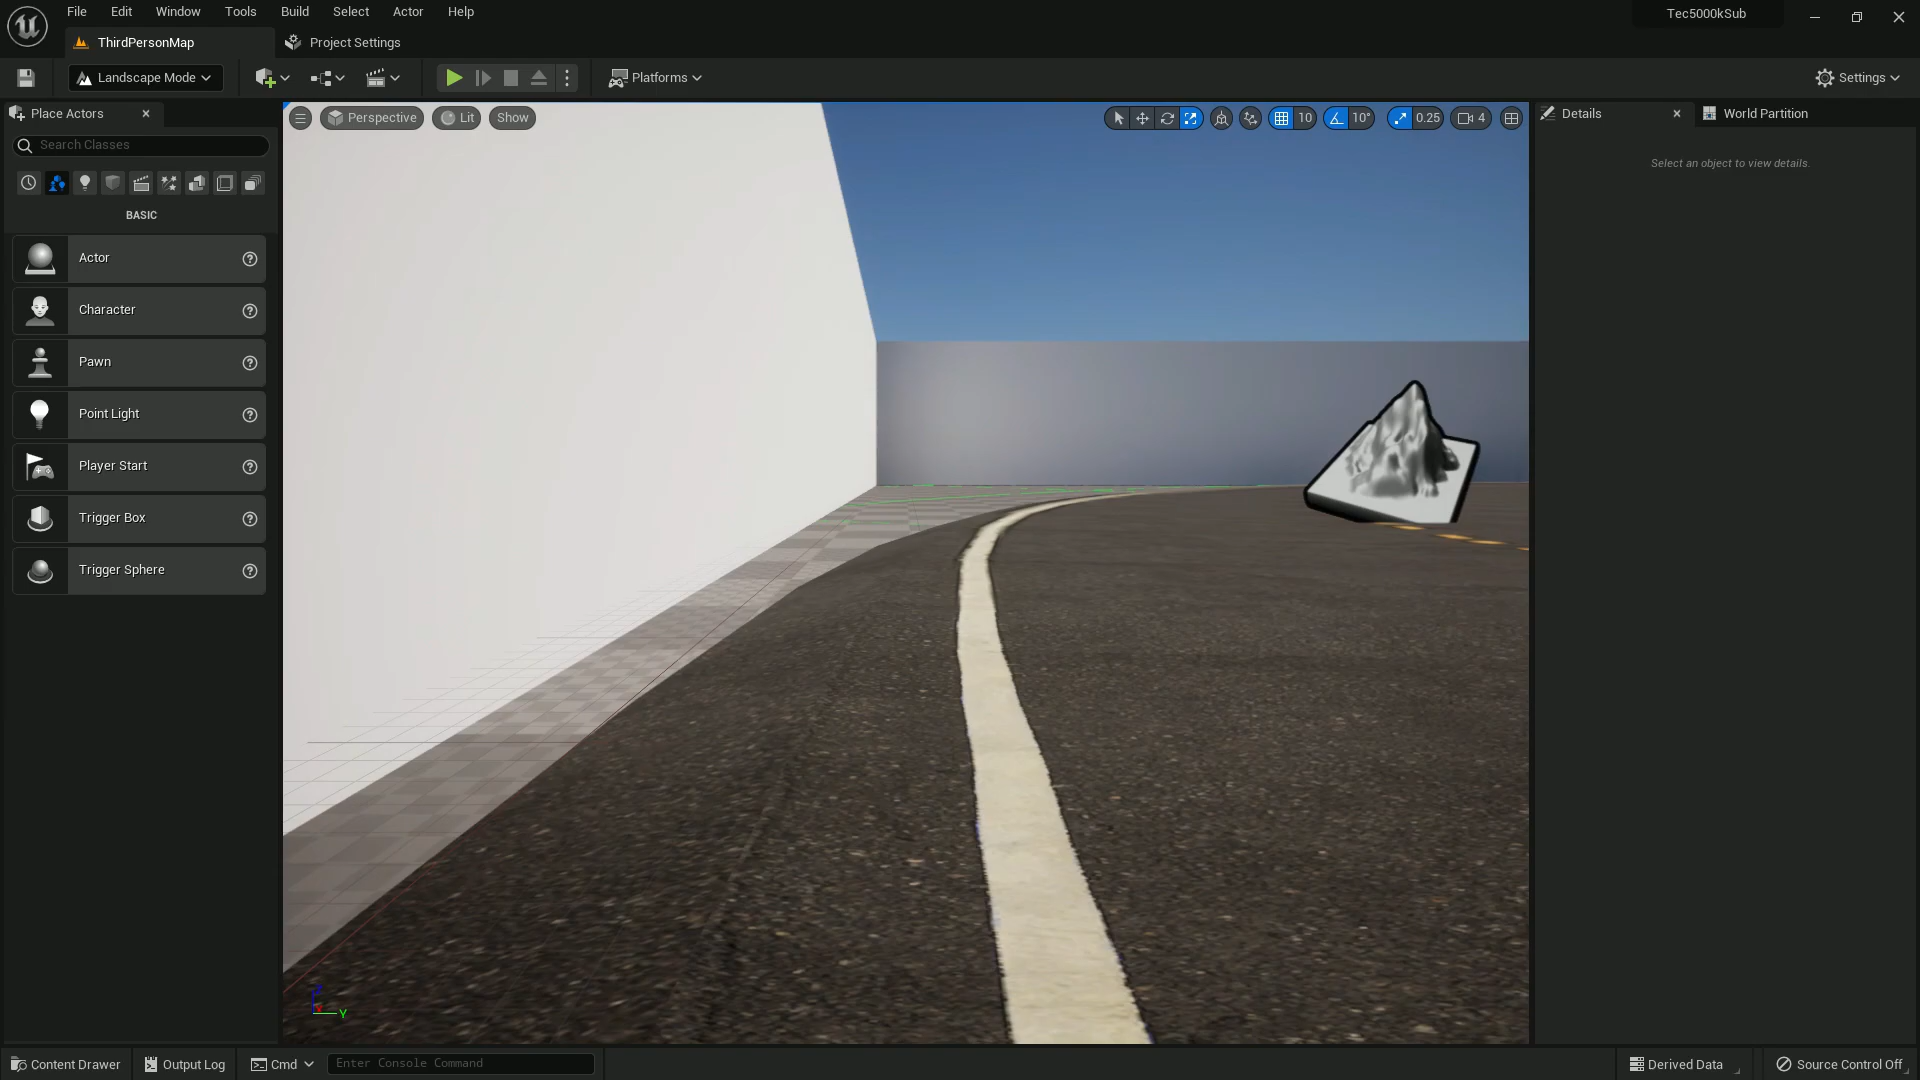 File Edit Window Tools Build Select Actor Help
Tec5000kSub
ThirdPersonMap
Project Settings
Landscape Mode
Platforms
Settings
Place Actors
Search Classes
BASIC
Actor
Character
Pawn
Point Light
Player Start
Trigger Box
Trigger Sphere
Perspective
Lit
Show
10
10°
0.25
4
Details
World Partition
Select an object to view details.
Z
X
Y
Content Drawer
Output Log
Cmd
Enter Console Command
Derived Data
Source Control Off